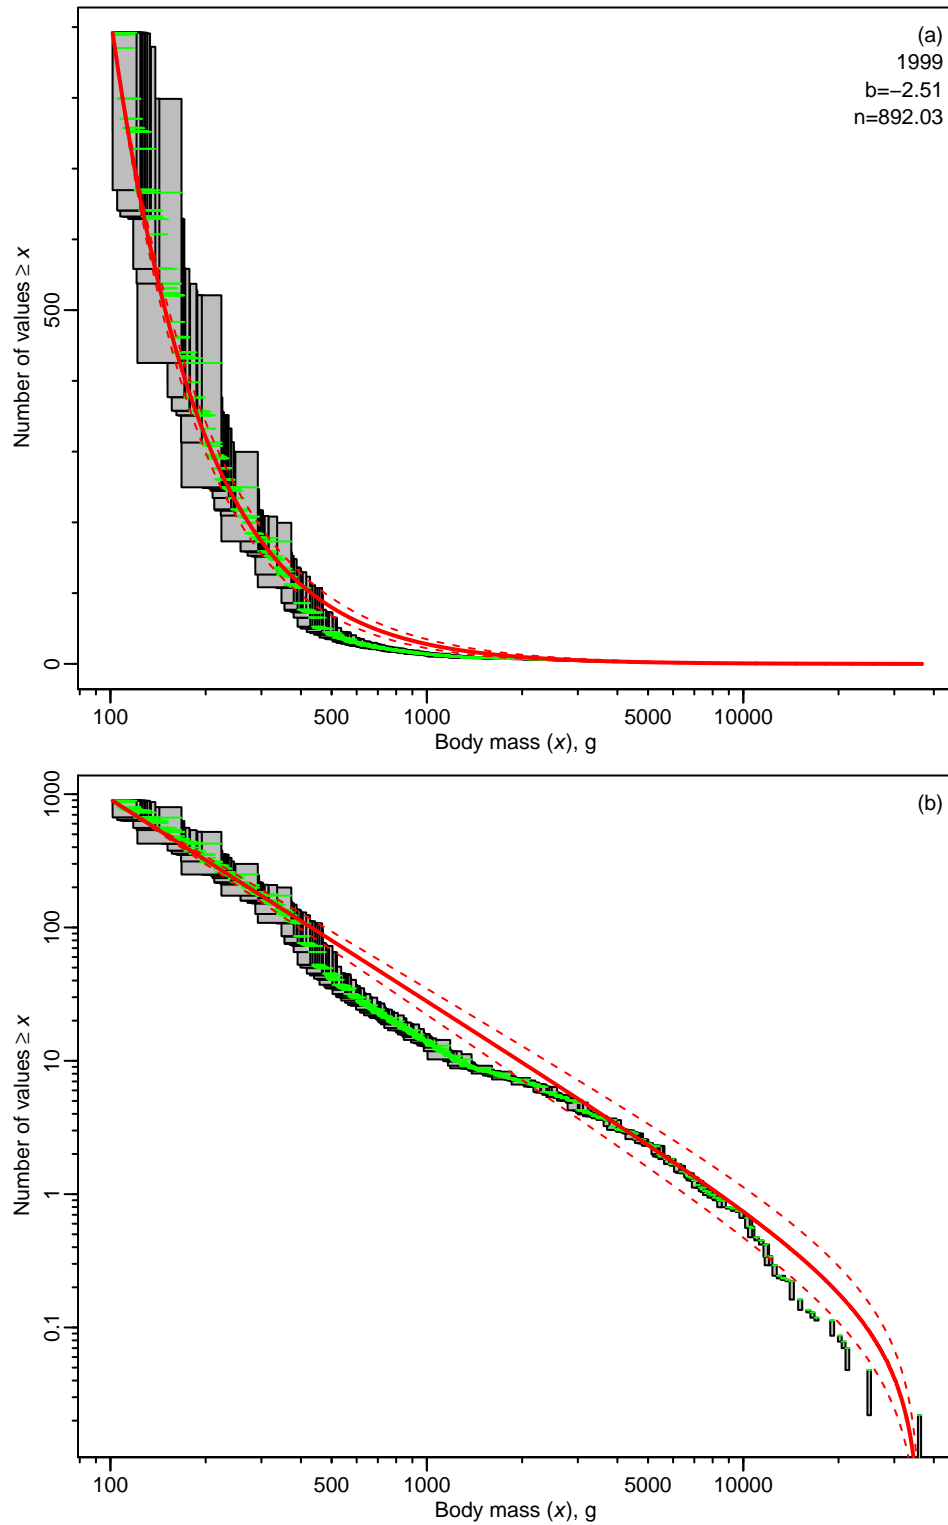 (a)
1999
b=−2.51
n=892.03
Number of values ≥ x
500
0
100 500 1000 5000 10000
Body mass (x), g
(b)
Number of values ≥ x
1000
100
10
1
0.1
100 500 1000 5000 10000
Body mass (x), g